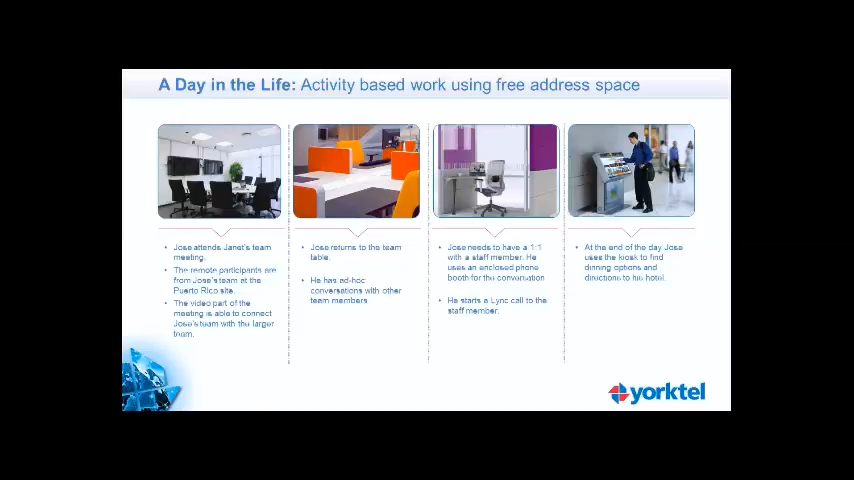 A Day in the Life: Activity based work using free address space
• Jose attends Janet's team
meeting.
• The remote participants are
from Jose's team at the
Puerto Rico site.
• The video part of the
meeting is able to connect
Jose's team with the larger
team.
• Jose returns to the team
table.
• He has ad-hoc
conversations with other
team members
• Jose needs to have a 1:1
with a staff member. He
uses an enclosed phone
booth for the conversation
• He starts a Lync call to the
staff member.
• At the end of the day Jose
uses the kiosk to find
dinning options and
directions to his hotel.
yorktel